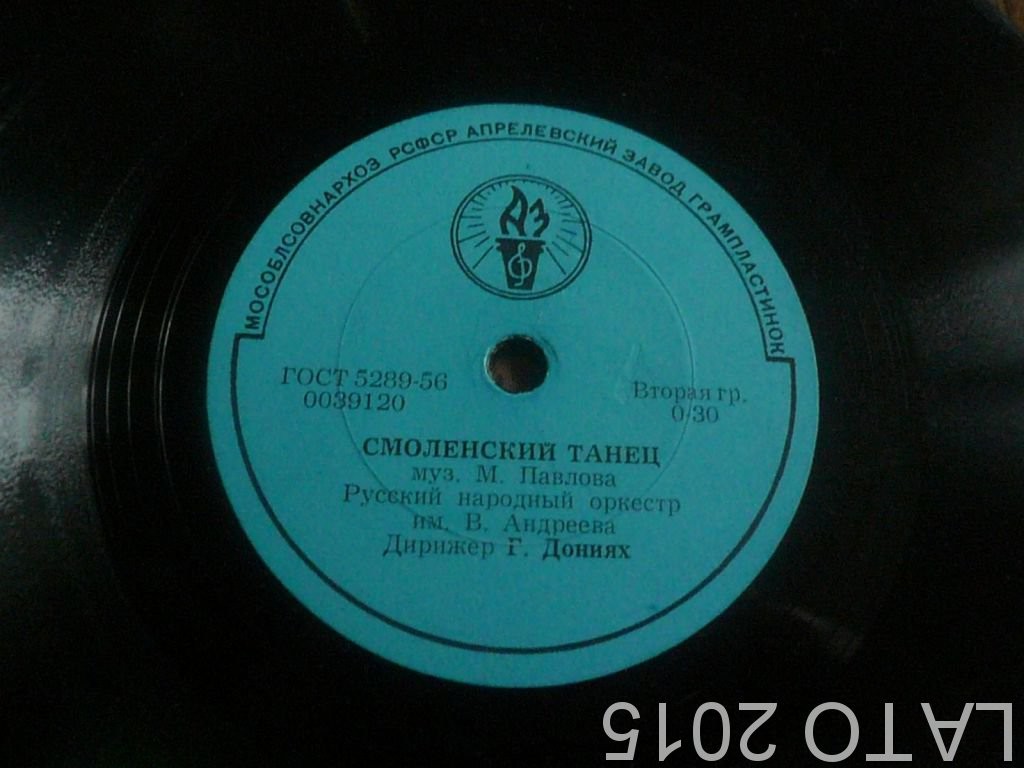 МОСОБЛСОВНАРХОЗ РСФСР АПРЕЛЕВСКИЙ ЗАВОД ГРАМПЛАСТИНОК
АЗ
ГОСТ 5289-56
0039120
Вторая гр.
0/30
СМОЛЕНСКИЙ ТАНЕЦ
муз. М. Павлова
Русский народный оркестр
им. В. Андреева
Дирижер Г. Дониях
LATO 2015